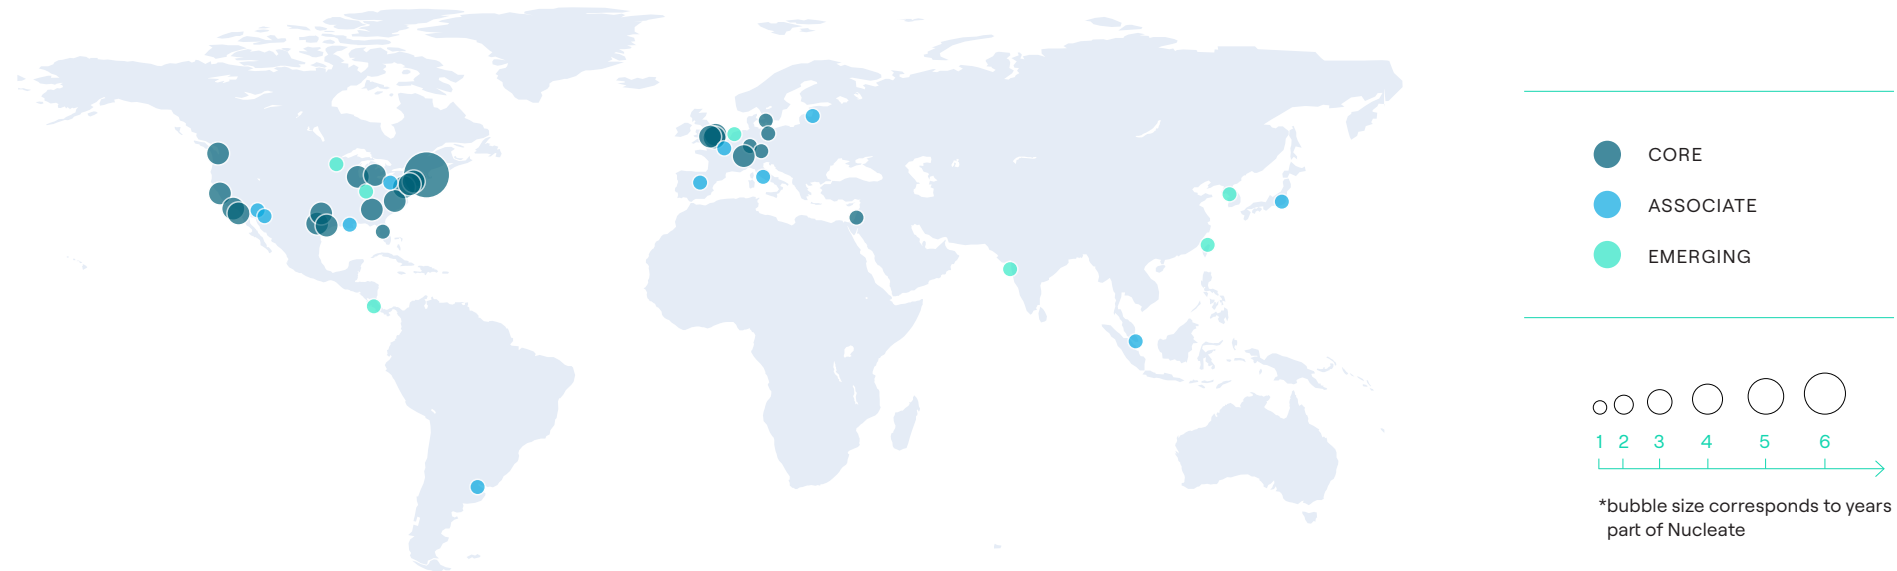 CORE
ASSOCIATE
EMERGING
1 2 3 4 5 6
*bubble size corresponds to years
part of Nucleate